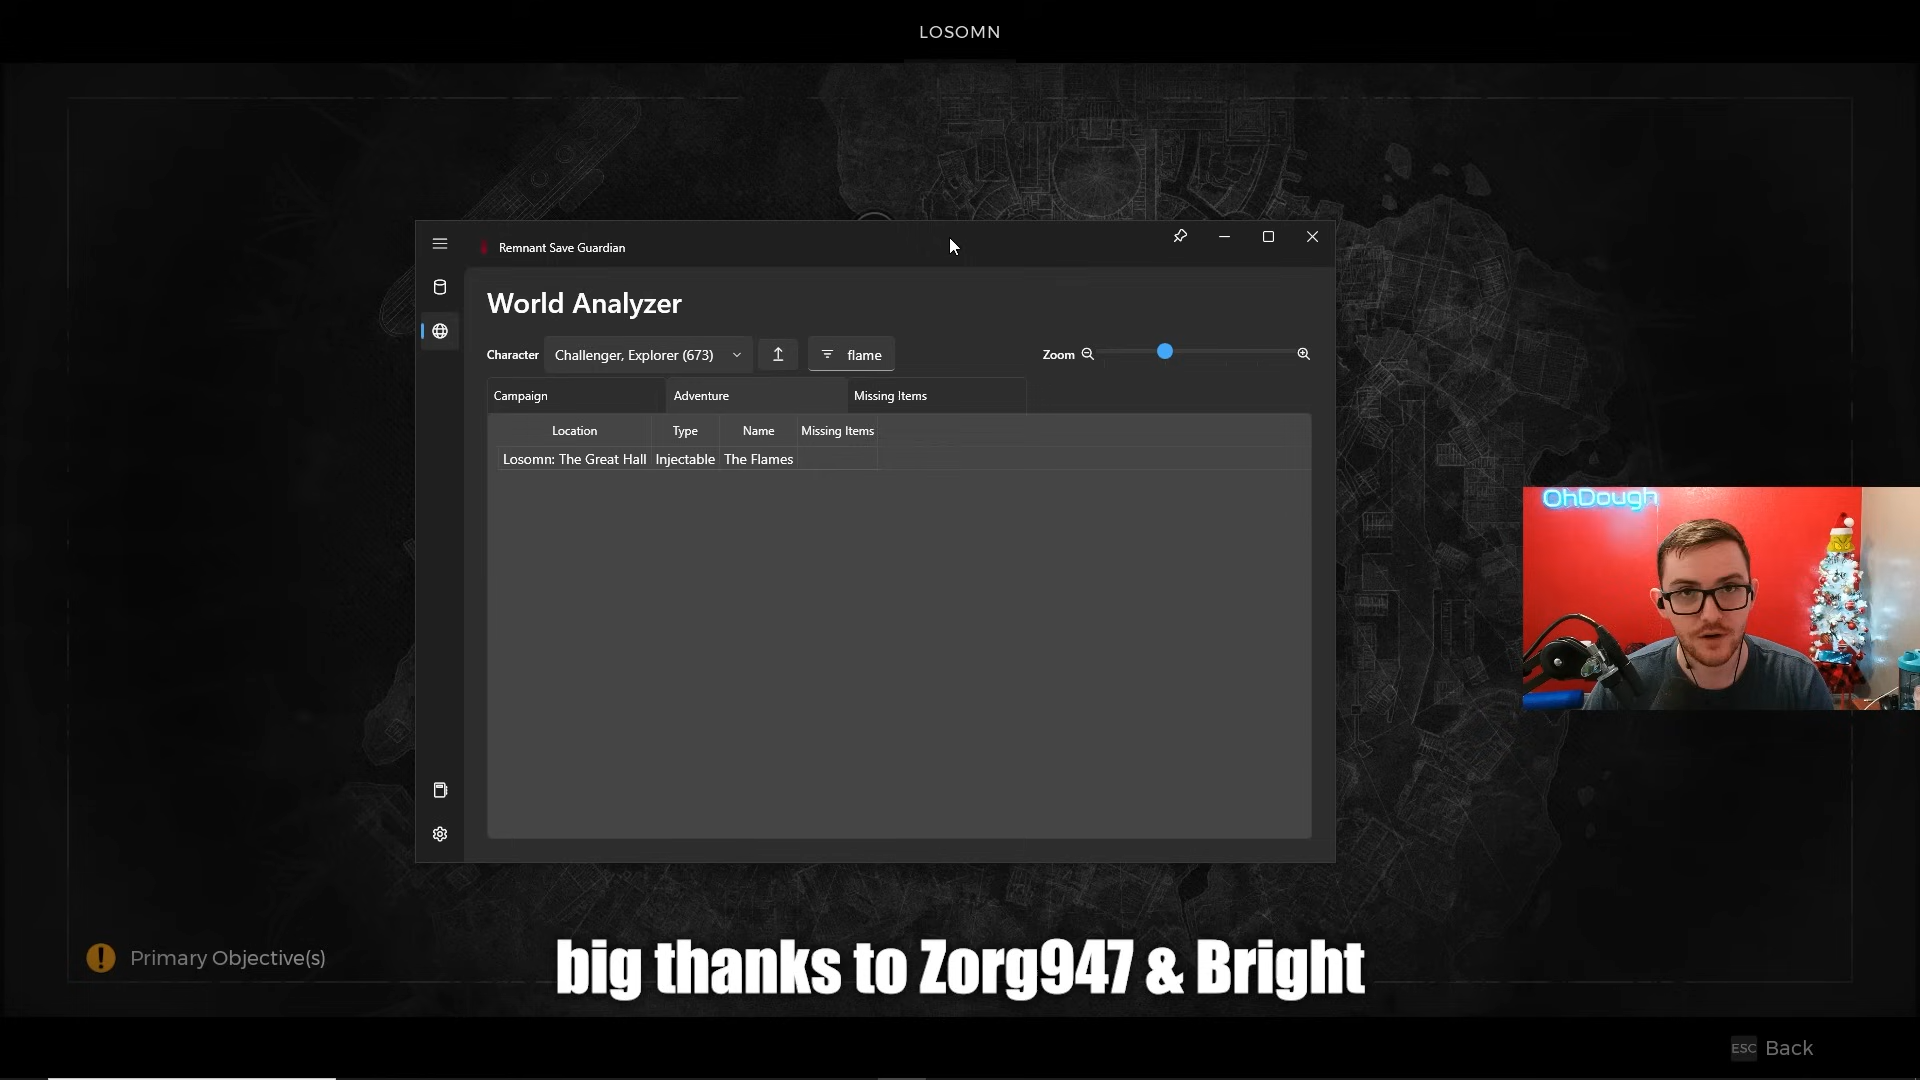 LOSOMN
Remnant Save Guardian
World Analyzer
Character Challenger, Explorer (673) flame Zoom
Campaign Adventure Missing Items
Location Type Name Missing Items
Losomn: The Great Hall Injectable The Flames
OhDough
! Primary Objective(s)
big thanks to Zorg947 & Bright
ESC Back